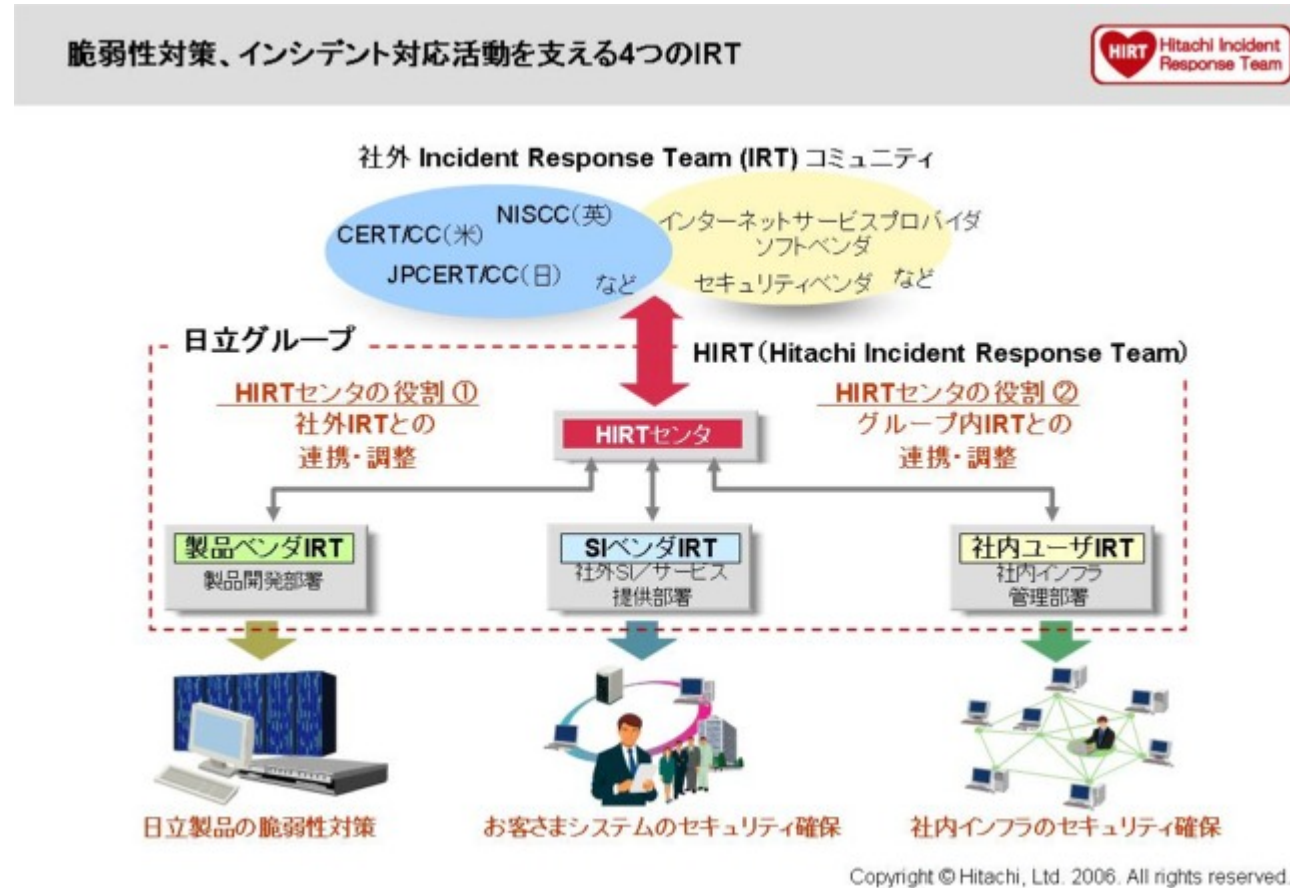 脆弱性対策、インシデント対応活動を支える4つのIRT
HIRT
Hitachi Incident
Response Team
社外 Incident Response Team (IRT) コミュニティ
NISCC(英)
CERT/CC(米)
JPCERT/CC(日)
など
インターネットサービスプロバイダ
ソフトベンダ
セキュリティベンダ など
日立グループ
HIRT(Hitachi Incident Response Team)
HIRTセンタの役割 ①
社外IRTとの
連携・調整
HIRTセンタの役割 ②
グループ内IRTとの
連携・調整
HIRTセンタ
製品ベンダIRT
製品開発部署
SIベンダIRT
社外SI/サービス
提供部署
社内ユーザIRT
社内インフラ
管理部署
日立製品の脆弱性対策
お客さまシステムのセキュリティ確保
社内インフラのセキュリティ確保
Copyright © Hitachi, Ltd. 2006. All rights reserved.